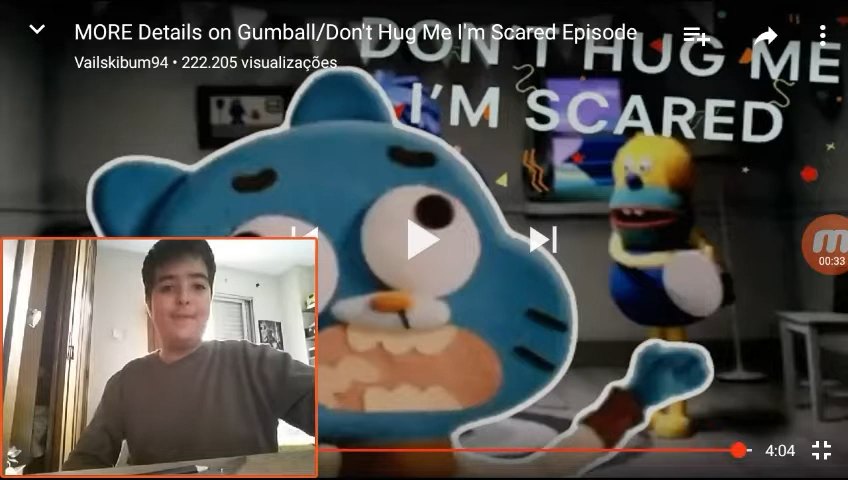 MORE Details on Gumball/Don't Hug Me I'm Scared Episode
Vailskibum94 • 222.205 visualizações
DON'T HUG ME
I'M SCARED
00:33
4:04